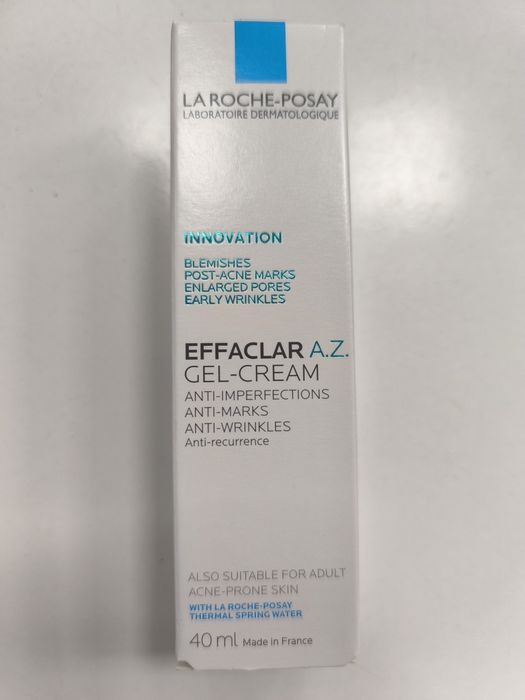 LA ROCHE-POSAY
LABORATOIRE DERMATOLOGIQUE
INNOVATION
BLEMISHES
POST-ACNE MARKS
ENLARGED PORES
EARLY WRINKLES
EFFACLAR A.Z.
GEL-CREAM
ANTI-IMPERFECTIONS
ANTI-MARKS
ANTI-WRINKLES
Anti-recurrence
ALSO SUITABLE FOR ADULT
ACNE-PRONE SKIN
WITH LA ROCHE-POSAY
THERMAL SPRING WATER
40 ml Made in France